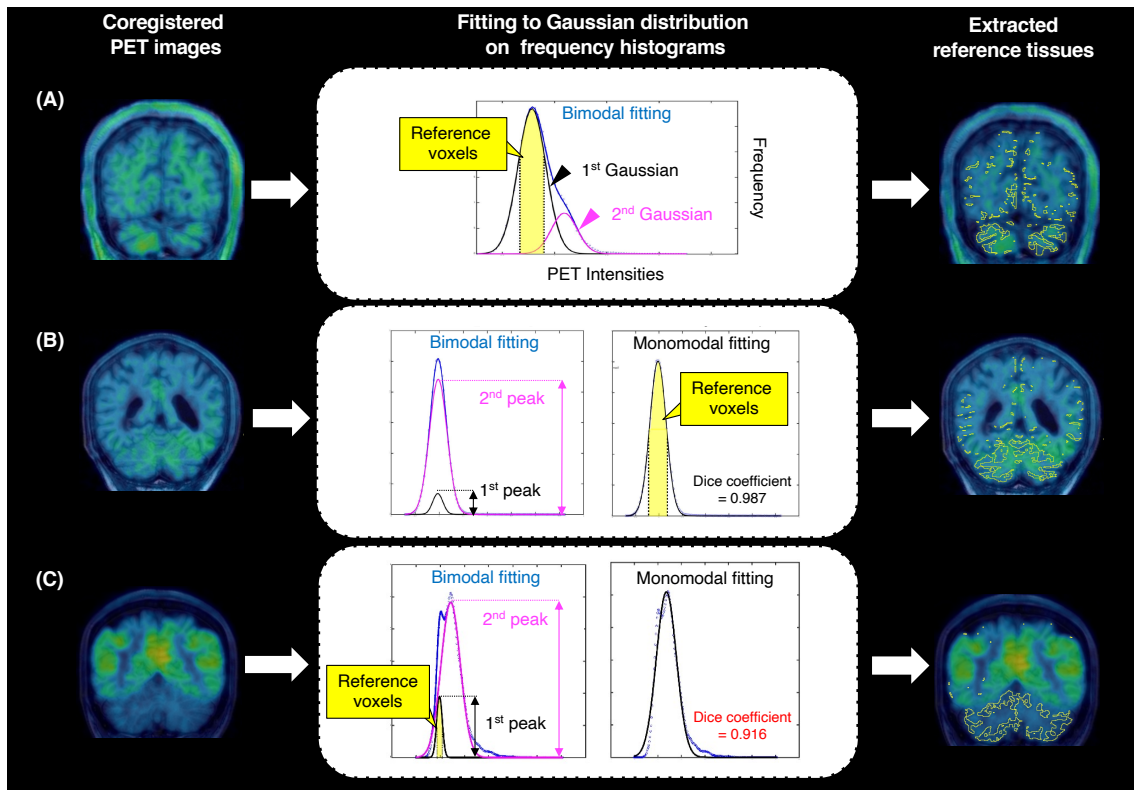 Coregistered
PET images
Fitting to Gaussian distribution
on frequency histograms
Extracted
reference tissues
(A)
Bimodal fitting
Reference
voxels
1st Gaussian
2nd Gaussian
Frequency
PET Intensities
(B)
Bimodal fitting
2nd peak
1st peak
Monomodal fitting
Reference
voxels
Dice coefficient
= 0.987
(C)
Bimodal fitting
2nd peak
Reference
voxels
1st peak
Monomodal fitting
Dice coefficient
= 0.916